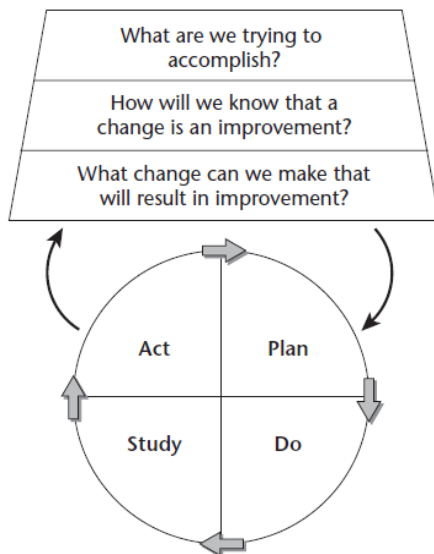 What are we trying to
accomplish?
How will we know that a
change is an improvement?
What change can we make that
will result in improvement?
Act
Plan
Study
Do